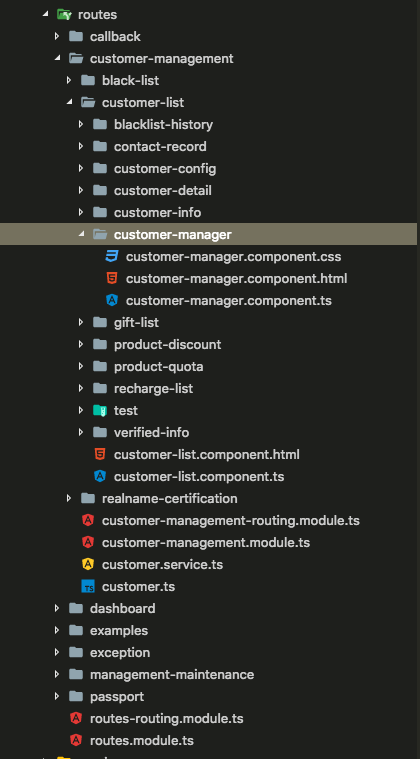 routes
callback
customer-management
black-list
customer-list
blacklist-history
contact-record
customer-config
customer-detail
customer-info
customer-manager
customer-manager.component.css
customer-manager.component.html
customer-manager.component.ts
gift-list
product-discount
product-quota
recharge-list
test
verified-info
customer-list.component.html
customer-list.component.ts
realname-certification
customer-management-routing.module.ts
customer-management.module.ts
customer.service.ts
TS customer.ts
dashboard
examples
exception
management-maintenance
passport
routes-routing.module.ts
routes.module.ts